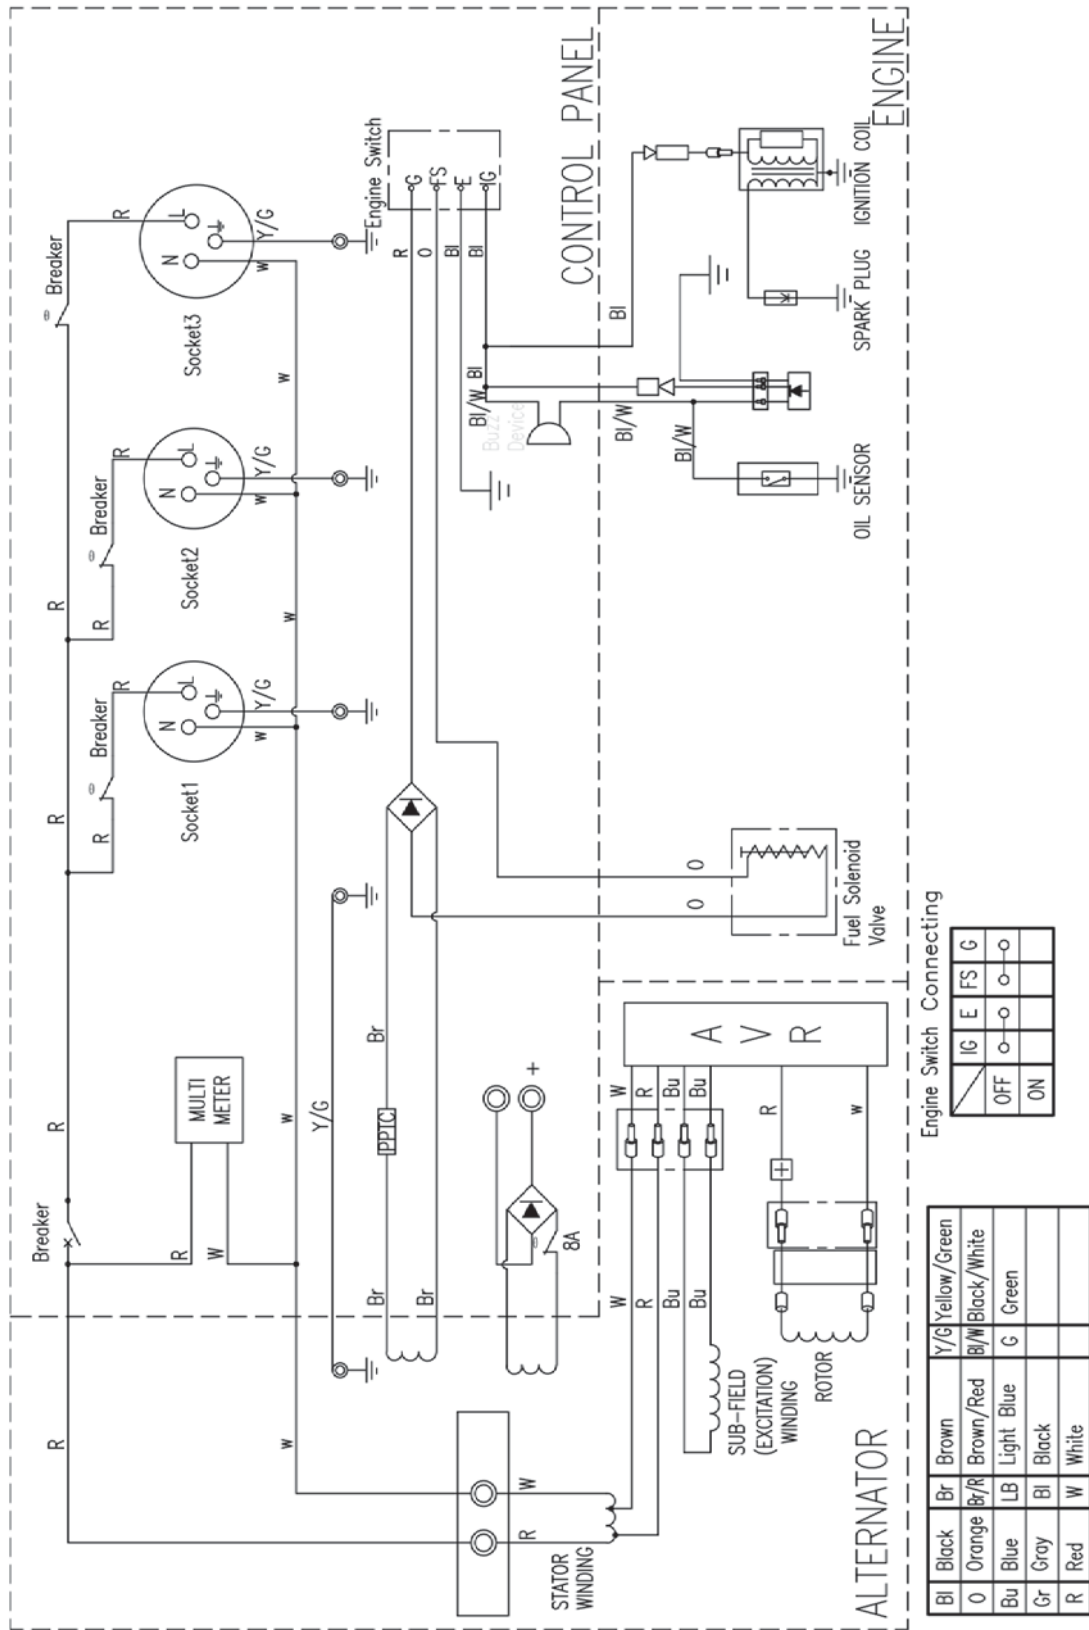 CONTROL PANEL
ENGINE
ALTERNATOR
R
R
R
R
R
Breaker
Breaker
Breaker
Breaker
R
R
R
R
R
MULTI
METER
R
W
Socket1
N
L
W
Y/G
Socket2
N
L
W
Y/G
Socket3
N
L
W
Y/G
W
W
W
W
Y/G
Br
Br
Br
PPTC
8A
+
Engine Switch
G
FS
E
IG
R
O
Bl
Bl
Bl
Bl
Bl/W
Buzz
Device
Bl/W
Bl/W
OIL SENSOR
SPARK PLUG
IGNITION COIL
O
O
Fuel Solenoid
Valve
AVR
W
R
Bu
Bu
W
R
Bu
Bu
R
W
+
R
W
STATOR
WINDING
SUB-FIELD
(EXCITATION)
WINDING
ROTOR
Engine Switch Connecting
IG E FS G
OFF
ON
Bl Black Br Brown Y/G Yellow/Green
O Orange Br/R Brown/Red Bl/W Black/White
Bu Blue LB Light Blue G Green
Gr Gray Bl Black
R Red W White